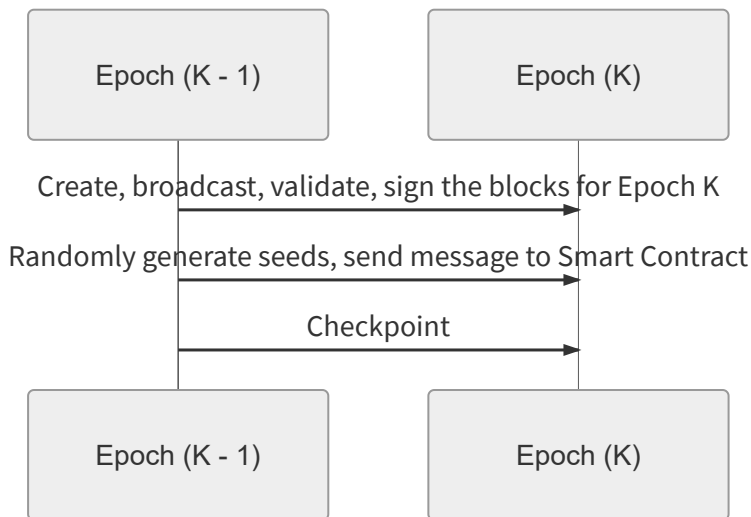 Epoch (K - 1)
Epoch (K)
Create, broadcast, validate, sign the blocks for Epoch K
Randomly generate seeds, send message to Smart Contract
Checkpoint
Epoch (K - 1)
Epoch (K)